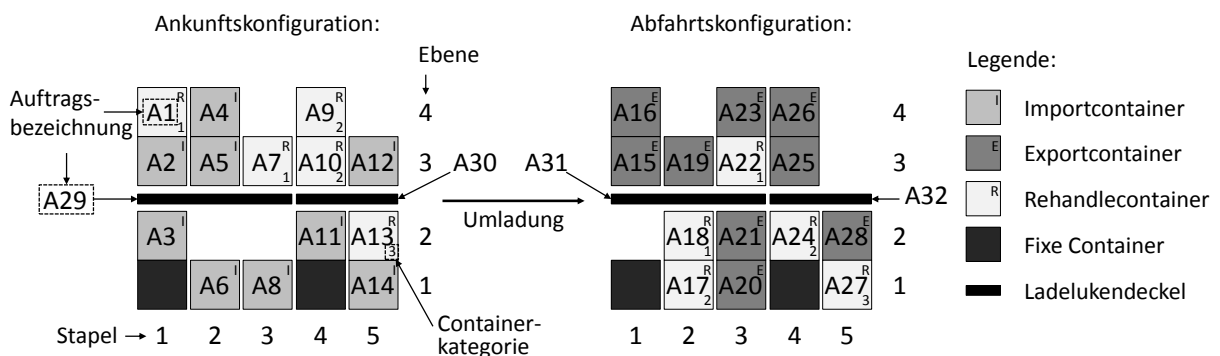 Ankunftskonfiguration:
Abfahrtskonfiguration:
Ebene
Legende:
Auftrags-
bezeichnung
A1 R 1
A4 I
A9 R 2
4
A16 E
A23 E
A26 E
4
I Importcontainer
A2 I
A5 I
A7 R 1
A10 R 2
A12 I
3
A30
A31
A15 E
A19 E
A22 R 1
A25
3
E Exportcontainer
A29
Umladung
A32
R Rehandlecontainer
A3 I
A11 I
A13 R 3
2
A18 R 1
A21 E
A24 R 2
A28 E
2
Fixe Container
A6 I
A8 I
A14 I
1
A17 R 2
A20 E
A27 R 3
1
Ladelukendeckel
Stapel 1 2 3 4 5
Container-
kategorie
1 2 3 4 5